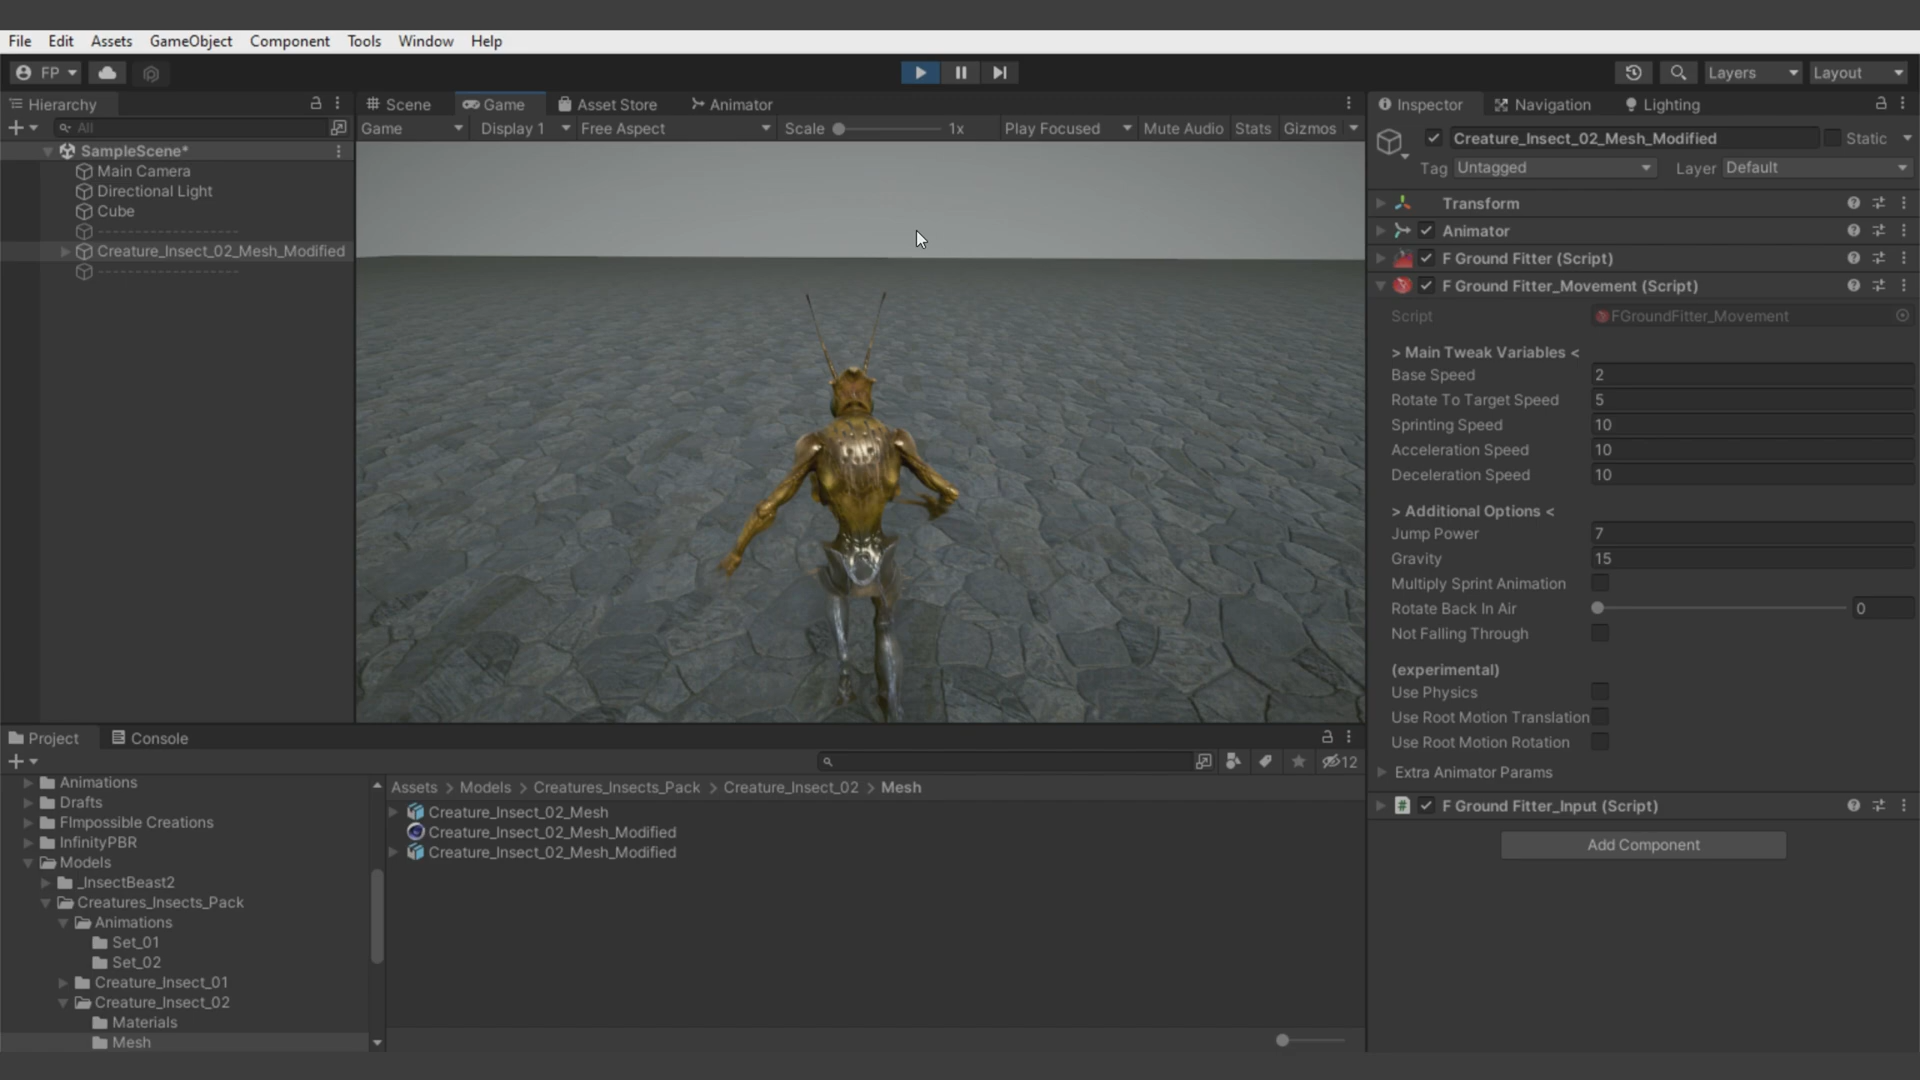 File Edit Assets GameObject Component Tools Window Help
FP Layers Layout
Hierarchy
All
SampleScene*
Main Camera
Directional Light
Cube
--------------------
Creature_Insect_02_Mesh_Modified
--------------------
Scene Game Asset Store Animator
Game Display 1 Free Aspect Scale 1x Play Focused Mute Audio Stats Gizmos
Inspector Navigation Lighting
Creature_Insect_02_Mesh_Modified Static
Tag Untagged Layer Default
Transform
Animator
F Ground Fitter (Script)
F Ground Fitter_Movement (Script)
Script FGroundFitter_Movement
> Main Tweak Variables <
Base Speed 2
Rotate To Target Speed 5
Sprinting Speed 10
Acceleration Speed 10
Deceleration Speed 10
> Additional Options <
Jump Power 7
Gravity 15
Multiply Sprint Animation
Rotate Back In Air 0
Not Falling Through
(experimental)
Use Physics
Use Root Motion Translation
Use Root Motion Rotation
Extra Animator Params
# F Ground Fitter_Input (Script)
Add Component
Project Console
12
Animations
Drafts
FImpossible Creations
InfinityPBR
Models
_InsectBeast2
Creatures_Insects_Pack
Animations
Set_01
Set_02
Creature_Insect_01
Creature_Insect_02
Materials
Mesh
Assets > Models > Creatures_Insects_Pack > Creature_Insect_02 > Mesh
Creature_Insect_02_Mesh
Creature_Insect_02_Mesh_Modified
Creature_Insect_02_Mesh_Modified